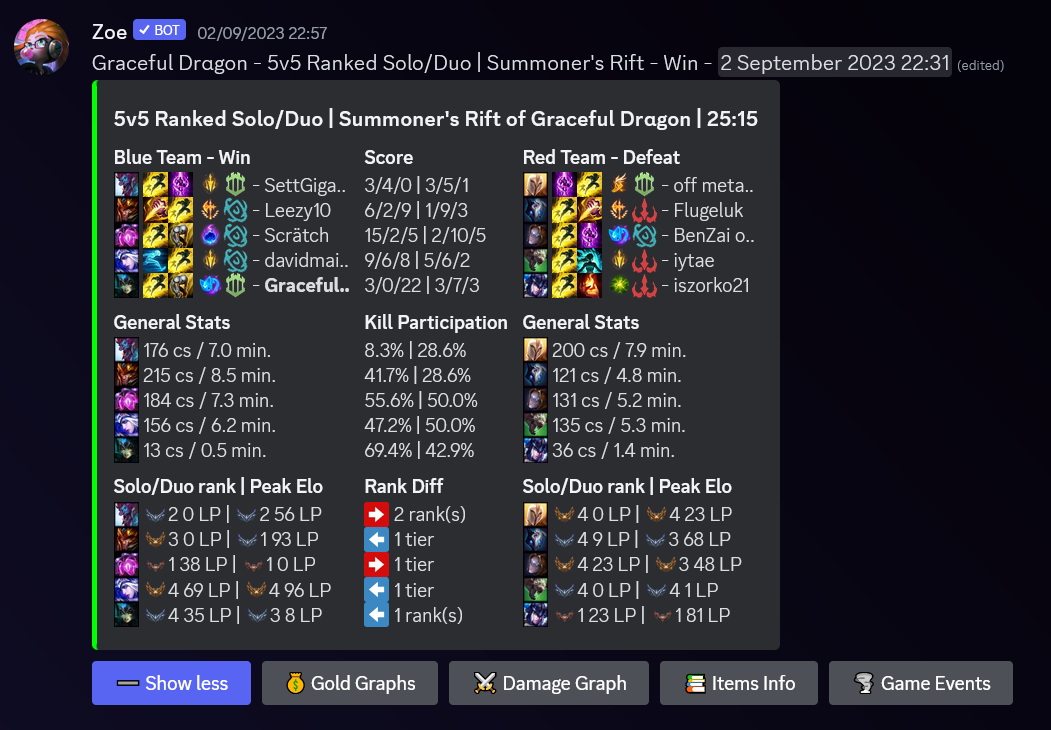 Zoe ✓ BOT 02/09/2023 22:57
Graceful Drαgon - 5v5 Ranked Solo/Duo | Summoner's Rift - Win - 2 September 2023 22:31 (edited)
5v5 Ranked Solo/Duo | Summoner's Rift of Graceful Drαgon | 25:15
Blue Team - Win Score Red Team - Defeat
- SettGiga.. 3/4/0 | 3/5/1 - off meta..
- Leezy10 6/2/9 | 1/9/3 - Flugeluk
- Scrätch 15/2/5 | 2/10/5 - BenZai o..
- davidmai.. 9/6/8 | 5/6/2 - iytae
- Graceful.. 3/0/22 | 3/7/3 - iszorko21
General Stats Kill Participation General Stats
176 cs / 7.0 min. 8.3% | 28.6% 200 cs / 7.9 min.
215 cs / 8.5 min. 41.7% | 28.6% 121 cs / 4.8 min.
184 cs / 7.3 min. 55.6% | 50.0% 131 cs / 5.2 min.
156 cs / 6.2 min. 47.2% | 50.0% 135 cs / 5.3 min.
13 cs / 0.5 min. 69.4% | 42.9% 36 cs / 1.4 min.
Solo/Duo rank | Peak Elo Rank Diff Solo/Duo rank | Peak Elo
2 0 LP | 2 56 LP 2 rank(s) 4 0 LP | 4 23 LP
3 0 LP | 1 93 LP 1 tier 4 9 LP | 3 68 LP
1 38 LP | 1 0 LP 1 tier 4 23 LP | 3 48 LP
4 69 LP | 4 96 LP 1 tier 4 0 LP | 4 1 LP
4 35 LP | 3 8 LP 1 rank(s) 1 23 LP | 1 81 LP
Show less Gold Graphs Damage Graph Items Info Game Events